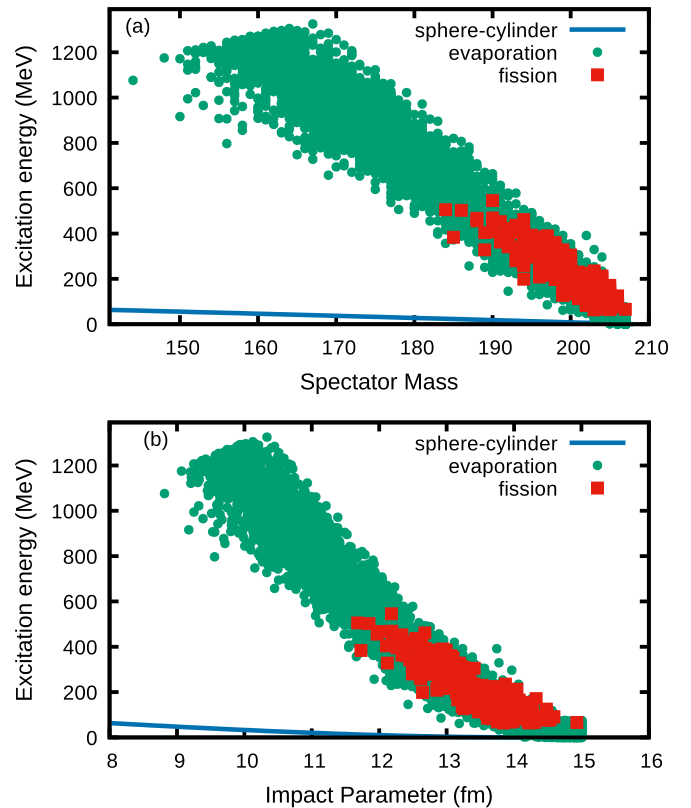 (a)
sphere-cylinder
evaporation
fission
Excitation energy (MeV)
1200
1000
800
600
400
200
0
150 160 170 180 190 200 210
Spectator Mass
(b)
sphere-cylinder
evaporation
fission
Excitation energy (MeV)
1200
1000
800
600
400
200
0
8 9 10 11 12 13 14 15 16
Impact Parameter (fm)